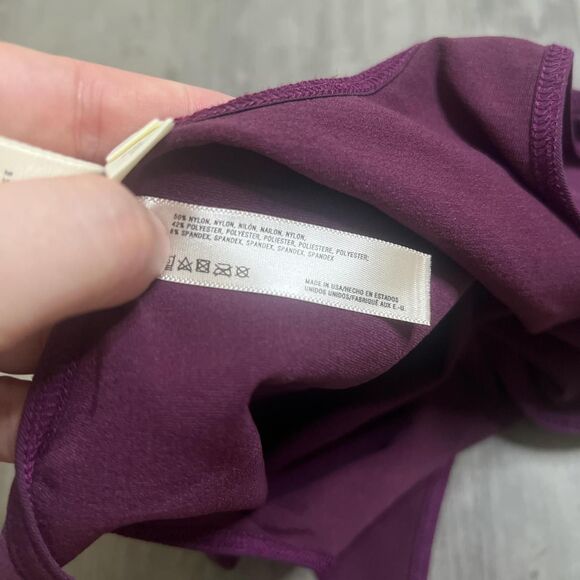 50% NYLON, NYLON, NILÓN, NAILON, NYLON,
42% POLYESTER, POLYESTER, POLIESTER, POLIESTERE, POLYESTER;
8% SPANDEX, SPANDEX, SPANDEX, SPANDEX, SPANDEX
MADE IN USA/HECHO EN ESTADOS
UNIDOS/FABRIQUÉ AUX E.-U.